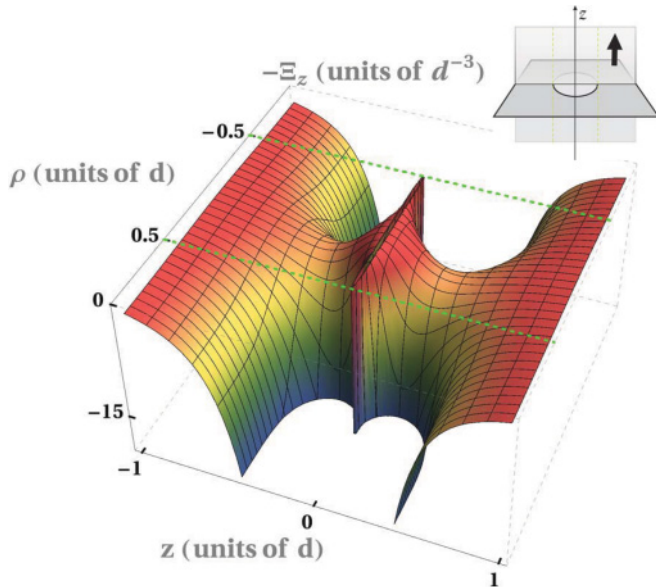 z
−Ξz (units of d−3)
−0.5
ρ (units of d)
0.5
0
−15
−1
0
z (units of d)
1